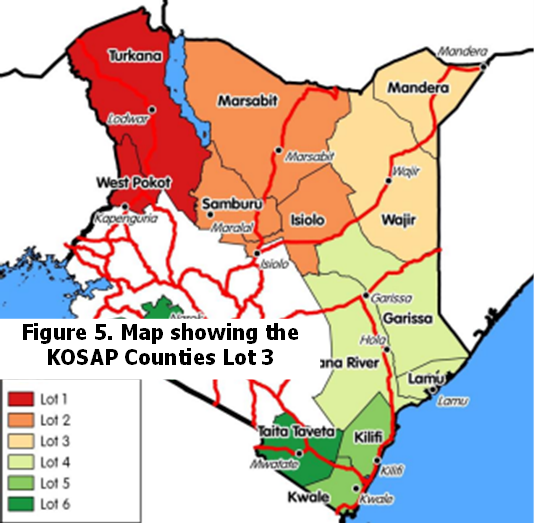 Mandera
Turkana
Mandera
Marsabit
Lodwar
Marsabit
Wajir
West Pokot
Samburu
Kapenguria
Maralal
Isiolo
Wajir
Isiolo
Garissa
Garissa
Figure 5. Map showing the
KOSAP Counties Lot 3
Hola
ana River
Lamu
Lamu
Lot 1
Lot 2
Lot 3
Lot 4
Lot 5
Lot 6
Taita Taveta
Kilifi
Mwatate
Kilifi
Kwale
Kwale